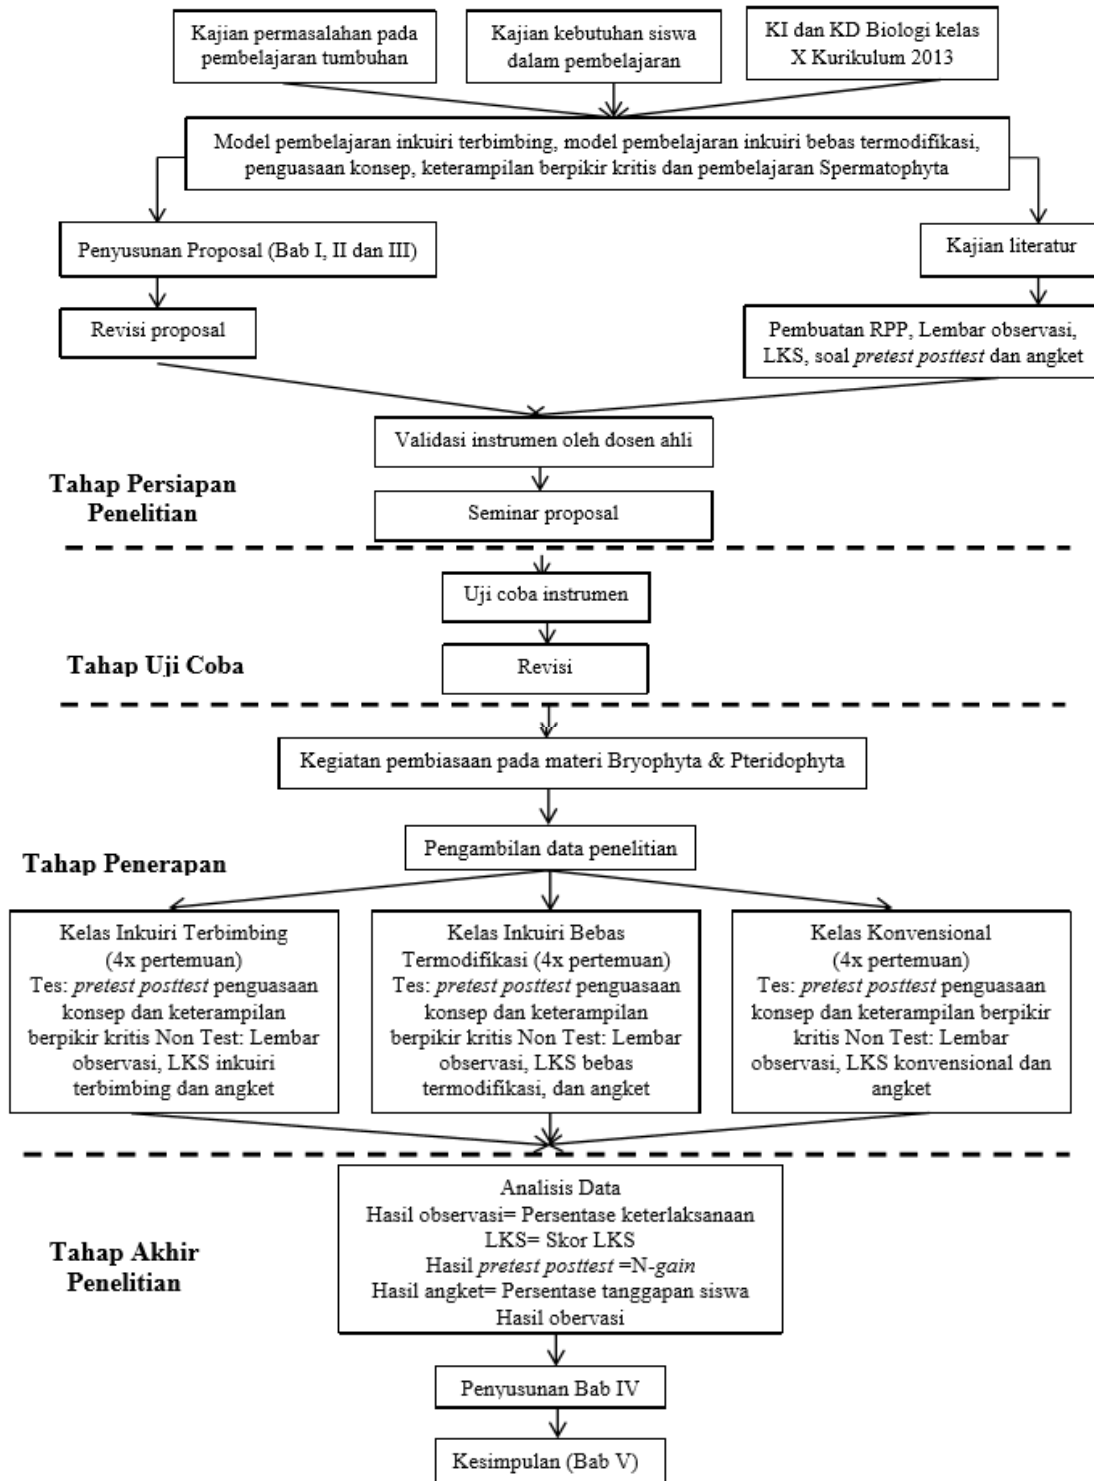 Kajian permasalahan pada
pembelajaran tumbuhan
Kajian kebutuhan siswa
dalam pembelajaran
KI dan KD Biologi kelas
X Kurikulum 2013
Model pembelajaran inkuiri terbimbing, model pembelajaran inkuiri bebas termodifikasi,
penguasaan konsep, keterampilan berpikir kritis dan pembelajaran Spermatophyta
Penyusunan Proposal (Bab I, II dan III)
Kajian literatur
Revisi proposal
Pembuatan RPP, Lembar observasi,
LKS, soal pretest posttest dan angket
Validasi instrumen oleh dosen ahli
Tahap Persiapan
Penelitian
Seminar proposal
Uji coba instrumen
Tahap Uji Coba
Revisi
Kegiatan pembiasaan pada materi Bryophyta & Pteridophyta
Pengambilan data penelitian
Tahap Penerapan
Kelas Inkuiri Terbimbing
(4x pertemuan)
Tes: pretest posttest penguasaan
konsep dan keterampilan
berpikir kritis Non Test: Lembar
observasi, LKS inkuiri
terbimbing dan angket
Kelas Inkuiri Bebas
Termodifikasi (4x pertemuan)
Tes: pretest posttest penguasaan
konsep dan keterampilan
berpikir kritis Non Test: Lembar
observasi, LKS bebas
termodifikasi, dan angket
Kelas Konvensional
(4x pertemuan)
Tes: pretest posttest penguasaan
konsep dan keterampilan berpikir
kritis Non Test: Lembar
observasi, LKS konvensional dan
angket
Tahap Akhir
Penelitian
Analisis Data
Hasil observasi= Persentase keterlaksanaan
LKS= Skor LKS
Hasil pretest posttest =N-gain
Hasil angket= Persentase tanggapan siswa
Hasil obervasi
Penyusunan Bab IV
Kesimpulan (Bab V)